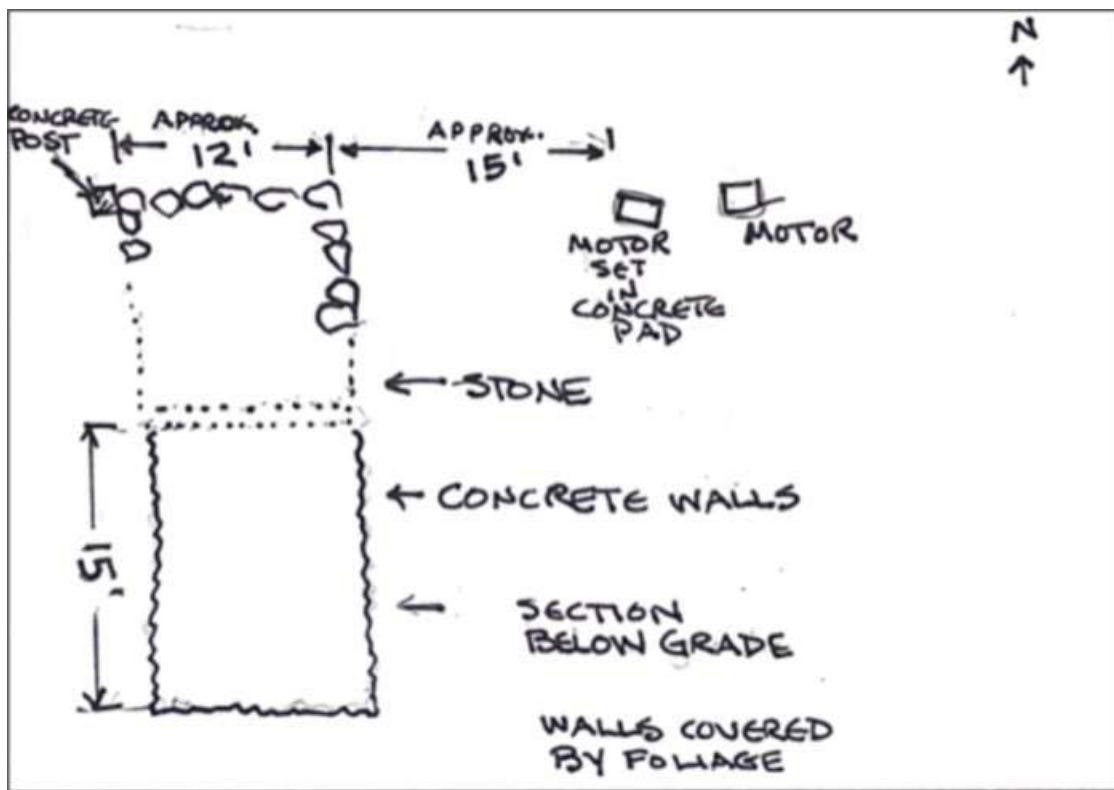 N
CONCRETE
POST
APPROX.
12'
APPROX.
15'
MOTOR
SET
IN
CONCRETE
PAD
MOTOR
STONE
CONCRETE WALLS
15'
SECTION
BELOW GRADE
WALLS COVERED
BY FOLIAGE